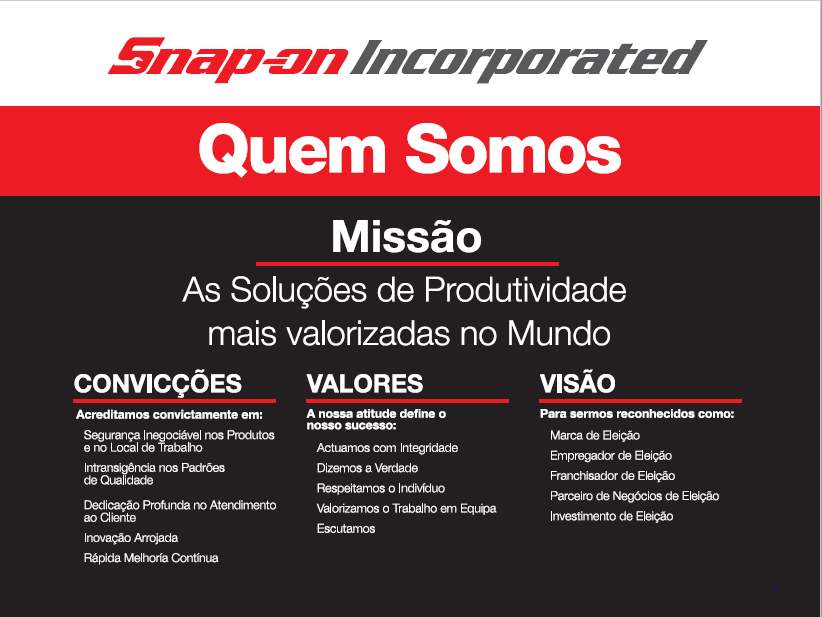 Snap-on Incorporated
Quem Somos
Missão
As Soluções de Produtividade
mais valorizadas no Mundo
CONVICÇÕES
Acreditamos convictamente em:
Segurança Inegociável nos Produtos
e no Local de Trabalho
Intransigência nos Padrões
de Qualidade
Dedicação Profunda no Atendimento
ao Cliente
Inovação Arrojada
Rápida Melhoría Contínua
VALORES
A nossa atitude define o
nosso sucesso:
Actuamos com Integridade
Dizemos a Verdade
Respeitamos o Indivíduo
Valorizamos o Trabalho em Equipa
Escutamos
VISÃO
Para sermos reconhecidos como:
Marca de Eleição
Empregador de Eleição
Franchisador de Eleição
Parceiro de Negócios de Eleição
Investimento de Eleição